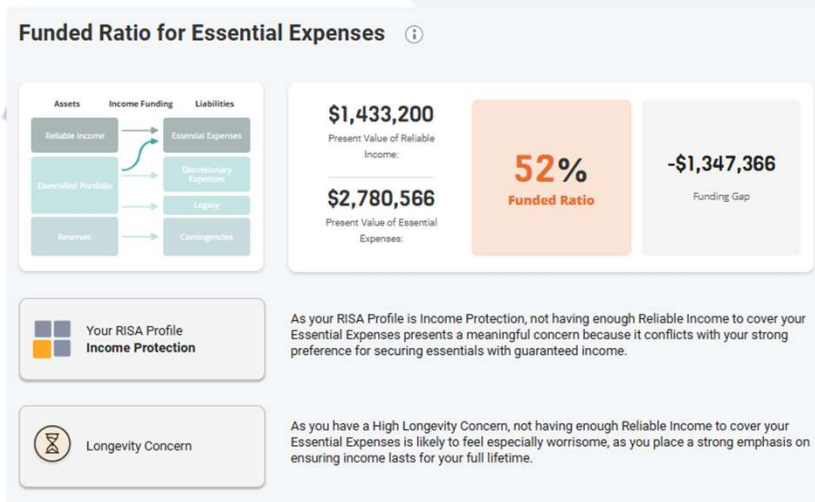 Funded Ratio for Essential Expenses
Assets Income Funding Liabilities
Reliable Income
Essential Expenses
Diversified Portfolio
Discretionary
Expenses
Legacy
Reserves
Contingencies
$1,433,200
Present Value of Reliable
Income:
$2,780,566
Present Value of Essential
Expenses:
52%
Funded Ratio
-$1,347,366
Funding Gap
Your RISA Profile
Income Protection
As your RISA Profile is Income Protection, not having enough Reliable Income to cover your
Essential Expenses presents a meaningful concern because it conflicts with your strong
preference for securing essentials with guaranteed income.
Longevity Concern
As you have a High Longevity Concern, not having enough Reliable Income to cover your
Essential Expenses is likely to feel especially worrisome, as you place a strong emphasis on
ensuring income lasts for your full lifetime.